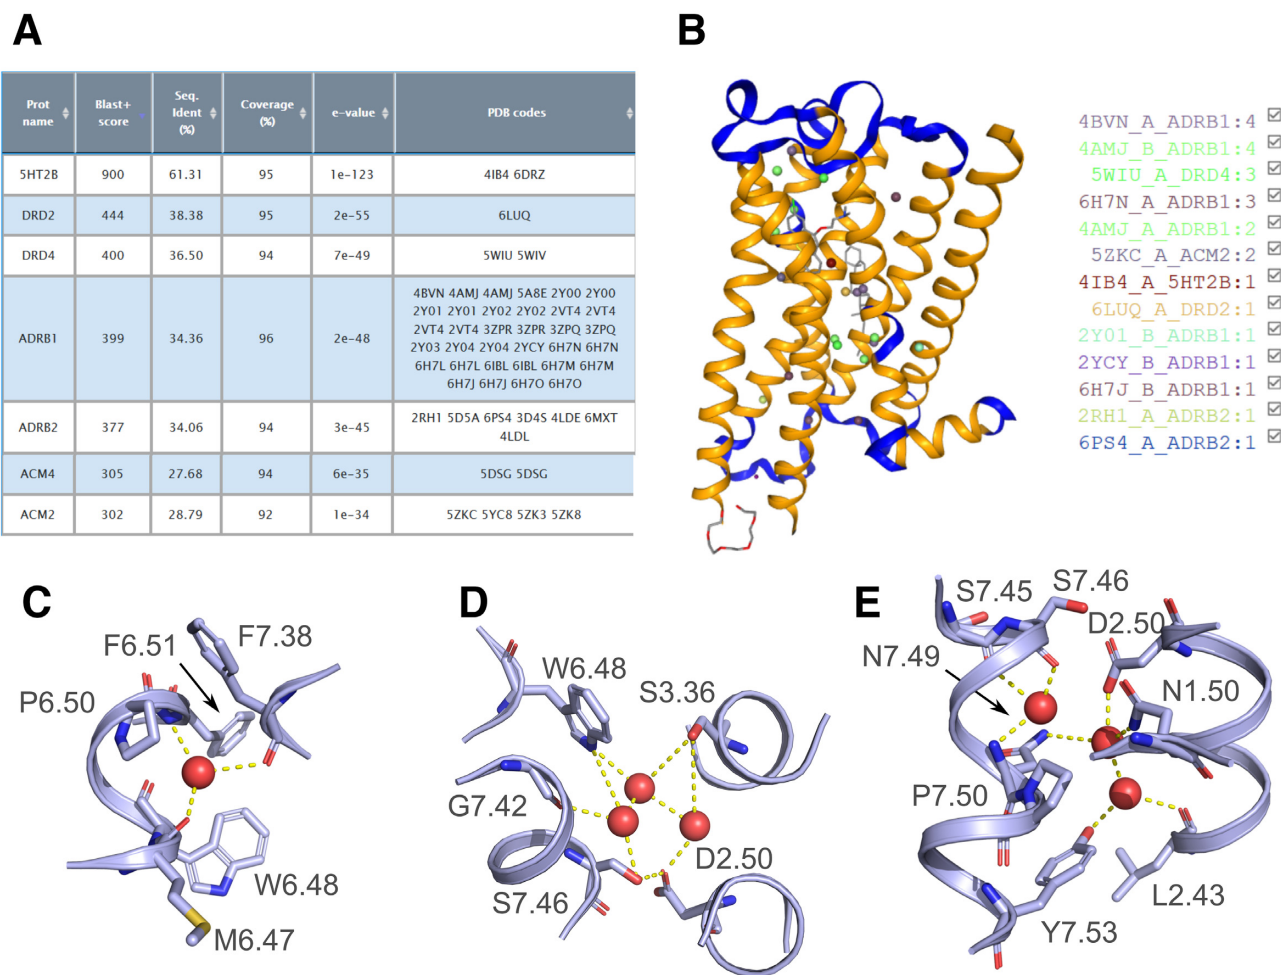 A
Prot name Blast+ score Seq. Ident (%) Coverage (%) e-value PDB codes
5HT2B 900 61.31 95 1e-123 4IB4 6DRZ
DRD2 444 38.38 95 2e-55 6LUQ
DRD4 400 36.50 94 7e-49 5WIU 5WIV
ADRB1 399 34.36 96 2e-48 4BVN 4AMJ 4AMJ 5A8E 2Y00 2Y00
2Y01 2Y01 2Y02 2Y02 2VT4 2VT4
2VT4 2VT4 3ZPR 3ZPR 3ZPQ 3ZPQ
2Y03 2Y04 2Y04 2YCY 6H7N 6H7N
6H7L 6H7L 6IBL 6IBL 6H7M 6H7M
6H7J 6H7J 6H7O 6H7O
ADRB2 377 34.06 94 3e-45 2RH1 5D5A 6PS4 3D4S 4LDE 6MXT
4LDL
ACM4 305 27.68 94 6e-35 5DSG 5DSG
ACM2 302 28.79 92 1e-34 5ZKC 5YC8 5ZK3 5ZK8
B
4BVN_A_ADRB1:4
4AMJ_B_ADRB1:4
5WIU_A_DRD4:3
6H7N_A_ADRB1:3
4AMJ_A_ADRB1:2
5ZKC_A_ACM2:2
4IB4_A_5HT2B:1
6LUQ_A_DRD2:1
2Y01_B_ADRB1:1
2YCY_B_ADRB1:1
6H7J_B_ADRB1:1
2RH1_A_ADRB2:1
6PS4_A_ADRB2:1
C
F7.38
F6.51
P6.50
W6.48
M6.47
D
W6.48
S3.36
G7.42
D2.50
S7.46
E
S7.45
S7.46
D2.50
N7.49
N1.50
P7.50
L2.43
Y7.53